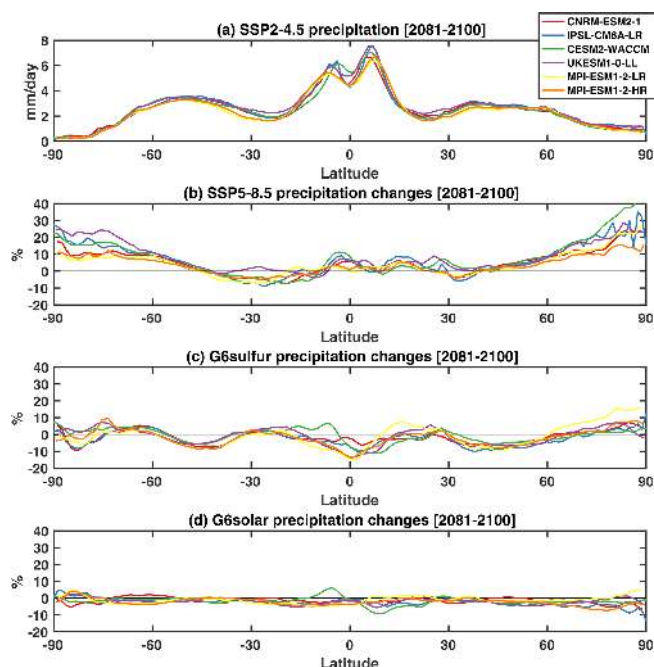 (a) SSP2-4.5 precipitation [2081-2100]
CNRM-ESM2-1
IPSL-CM6A-LR
CESM2-WACCM
UKESM1-0-LL
MPI-ESM1-2-LR
MPI-ESM1-2-HR
mm/day
8
6
4
2
0
-90 -60 -30 0 30 60 90
Latitude
(b) SSP5-8.5 precipitation changes [2081-2100]
%
40
30
20
10
0
-10
-20
-90 -60 -30 0 30 60 90
Latitude
(c) G6sulfur precipitation changes [2081-2100]
%
40
30
20
10
0
-10
-20
-90 -60 -30 0 30 60 90
Latitude
(d) G6solar precipitation changes [2081-2100]
%
40
30
20
10
0
-10
-20
-90 -60 -30 0 30 60 90
Latitude